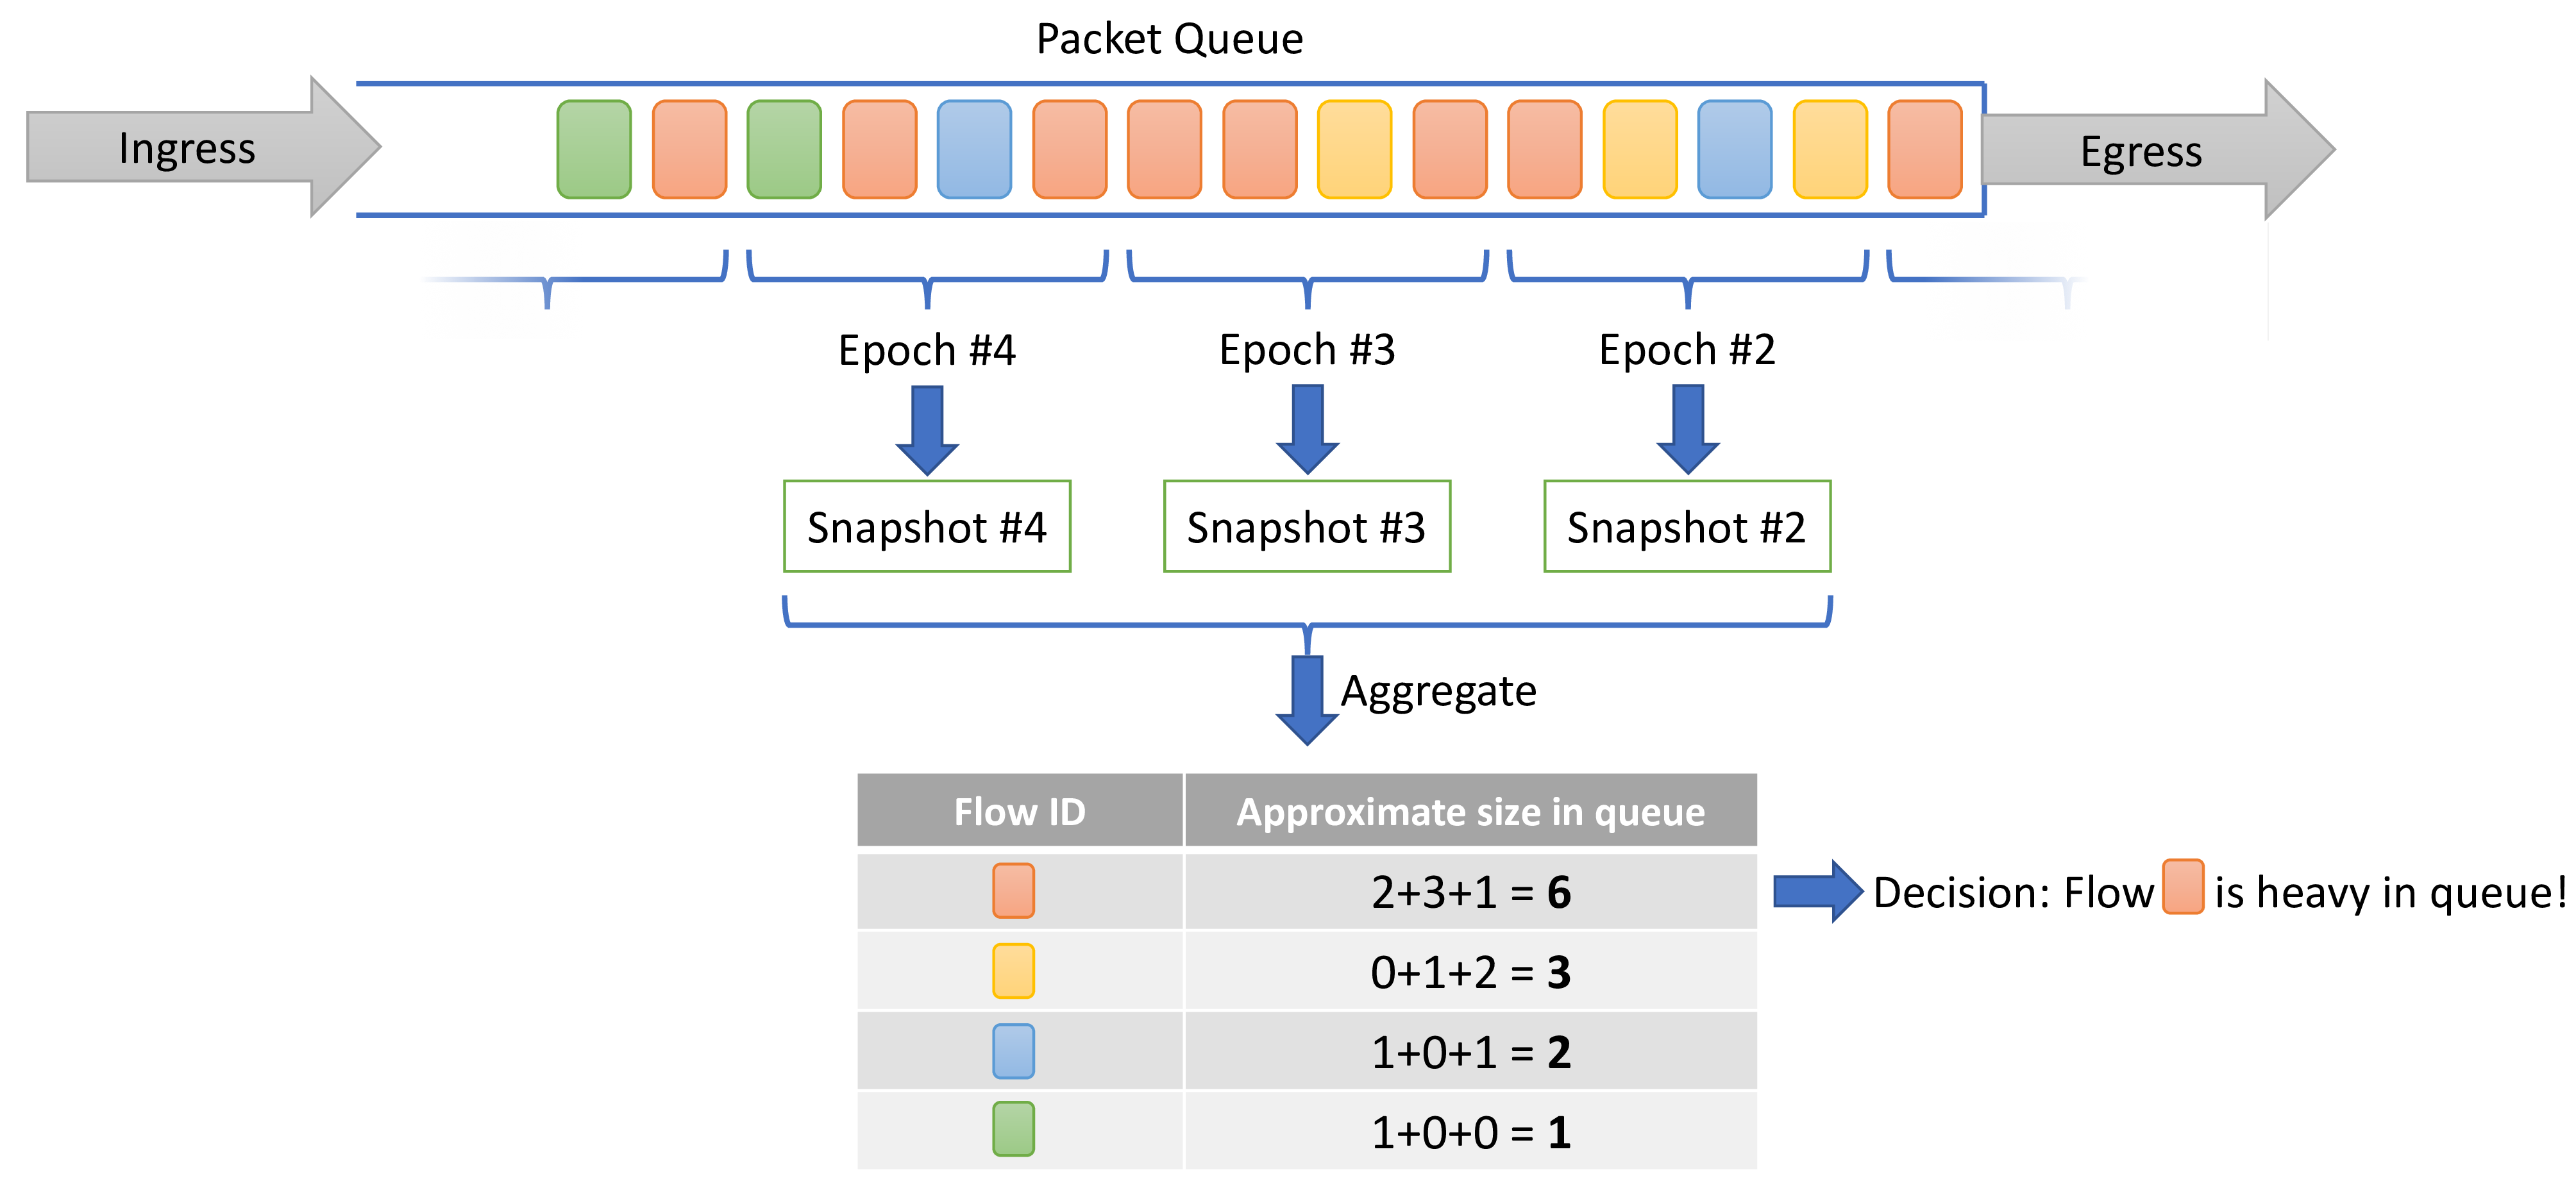 Packet Queue
Ingress
Egress
Epoch #4
Epoch #3
Epoch #2
Snapshot #4
Snapshot #3
Snapshot #2
Aggregate
Flow ID
Approximate size in queue
2+3+1 = 6
Decision: Flow is heavy in queue!
0+1+2 = 3
1+0+1 = 2
1+0+0 = 1